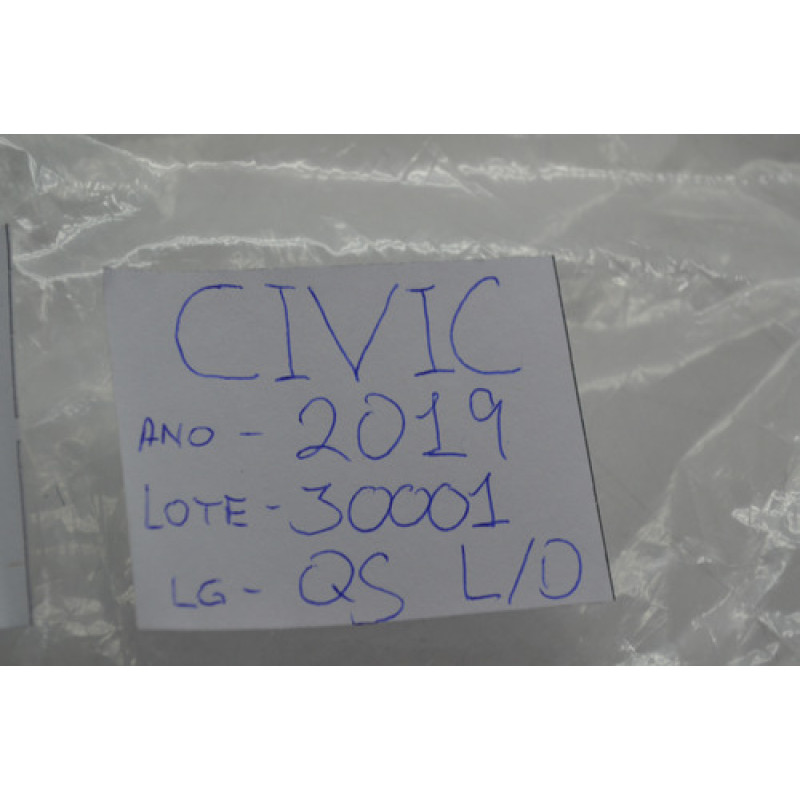 CIVIC
ANO - 2019
LOTE - 30001
LG - QS L/D